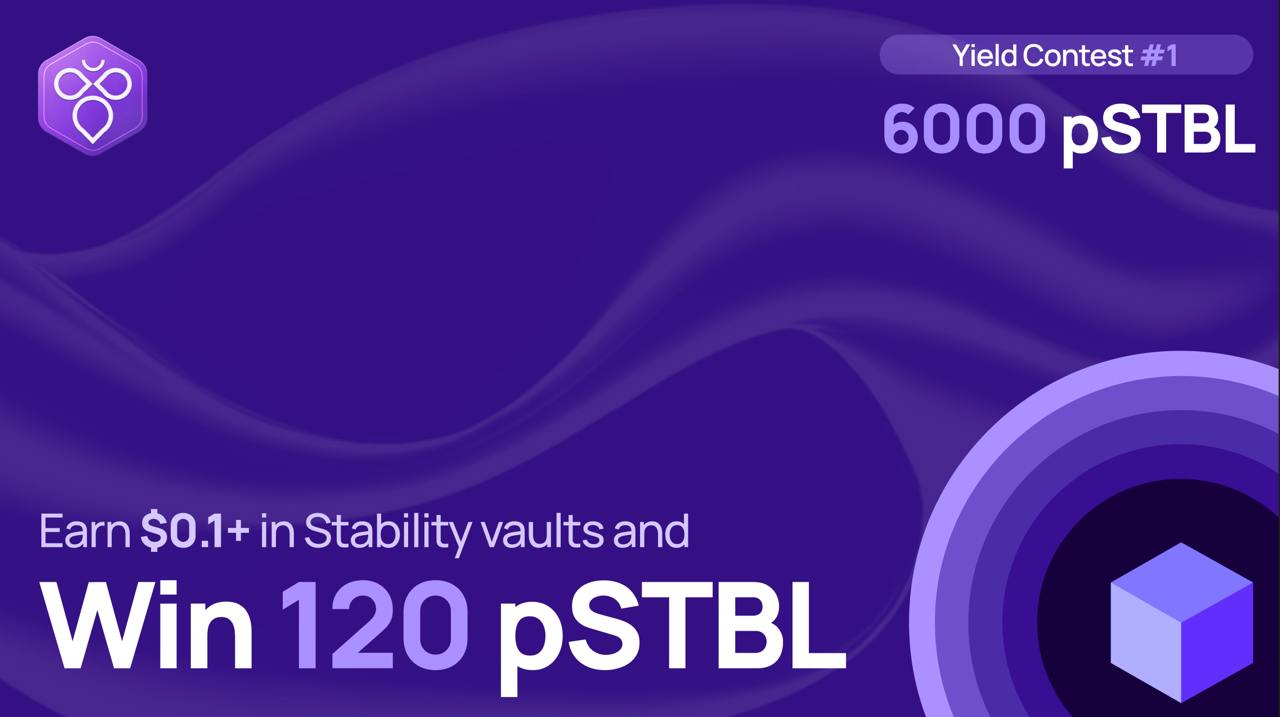 Yield Contest #1
6000 pSTBL
Earn $0.1+ in Stability vaults and
Win 120 pSTBL